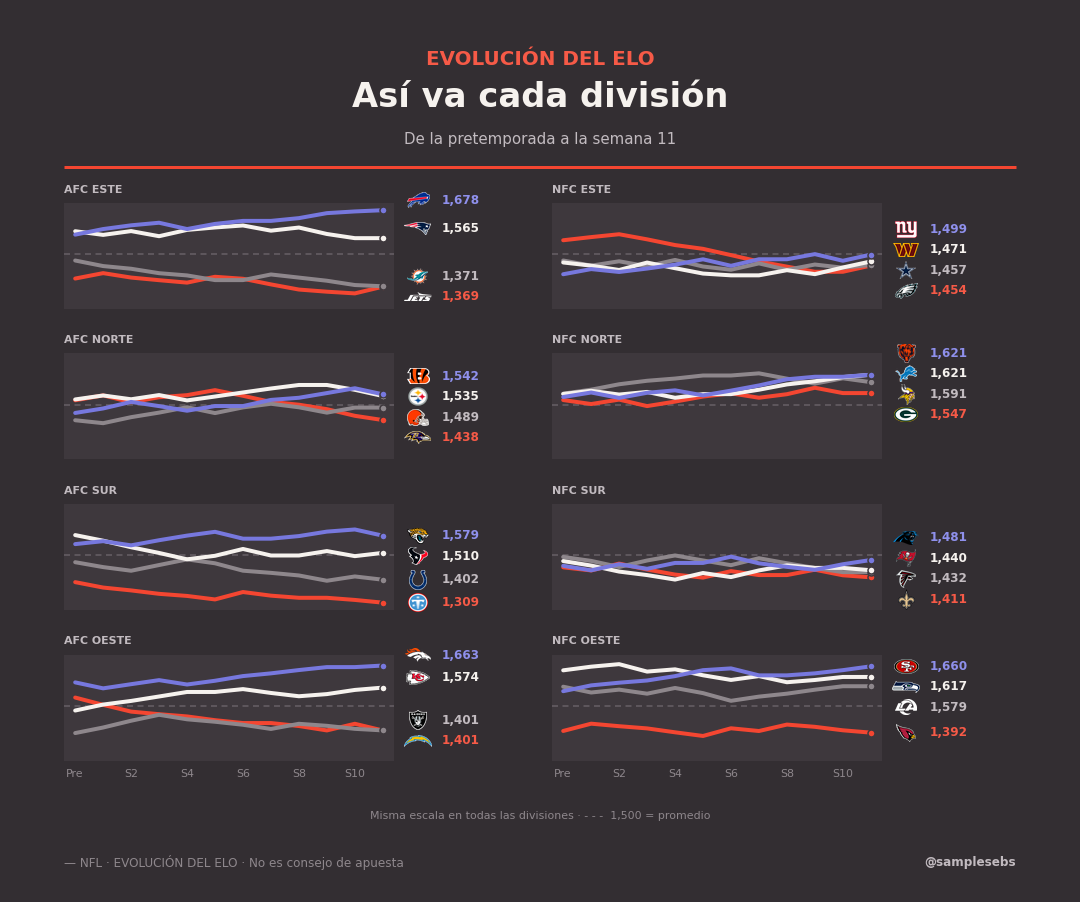 EVOLUCIÓN DEL ELO
Así va cada división
De la pretemporada a la semana 11
AFC ESTE
1,678
1,565
1,371
JETS 1,369
NFC ESTE
ny 1,499
W 1,471
1,457
1,454
AFC NORTE
B 1,542
1,535
1,489
1,438
NFC NORTE
1,621
1,621
1,591
G 1,547
AFC SUR
1,579
1,510
1,402
1,309
NFC SUR
1,481
1,440
1,432
1,411
AFC OESTE
1,663
KC 1,574
1,401
1,401
Pre S2 S4 S6 S8 S10
NFC OESTE
SF 1,660
1,617
1,579
1,392
Pre S2 S4 S6 S8 S10
Misma escala en todas las divisiones · - - - 1,500 = promedio
— NFL · EVOLUCIÓN DEL ELO · No es consejo de apuesta
@samplesebs